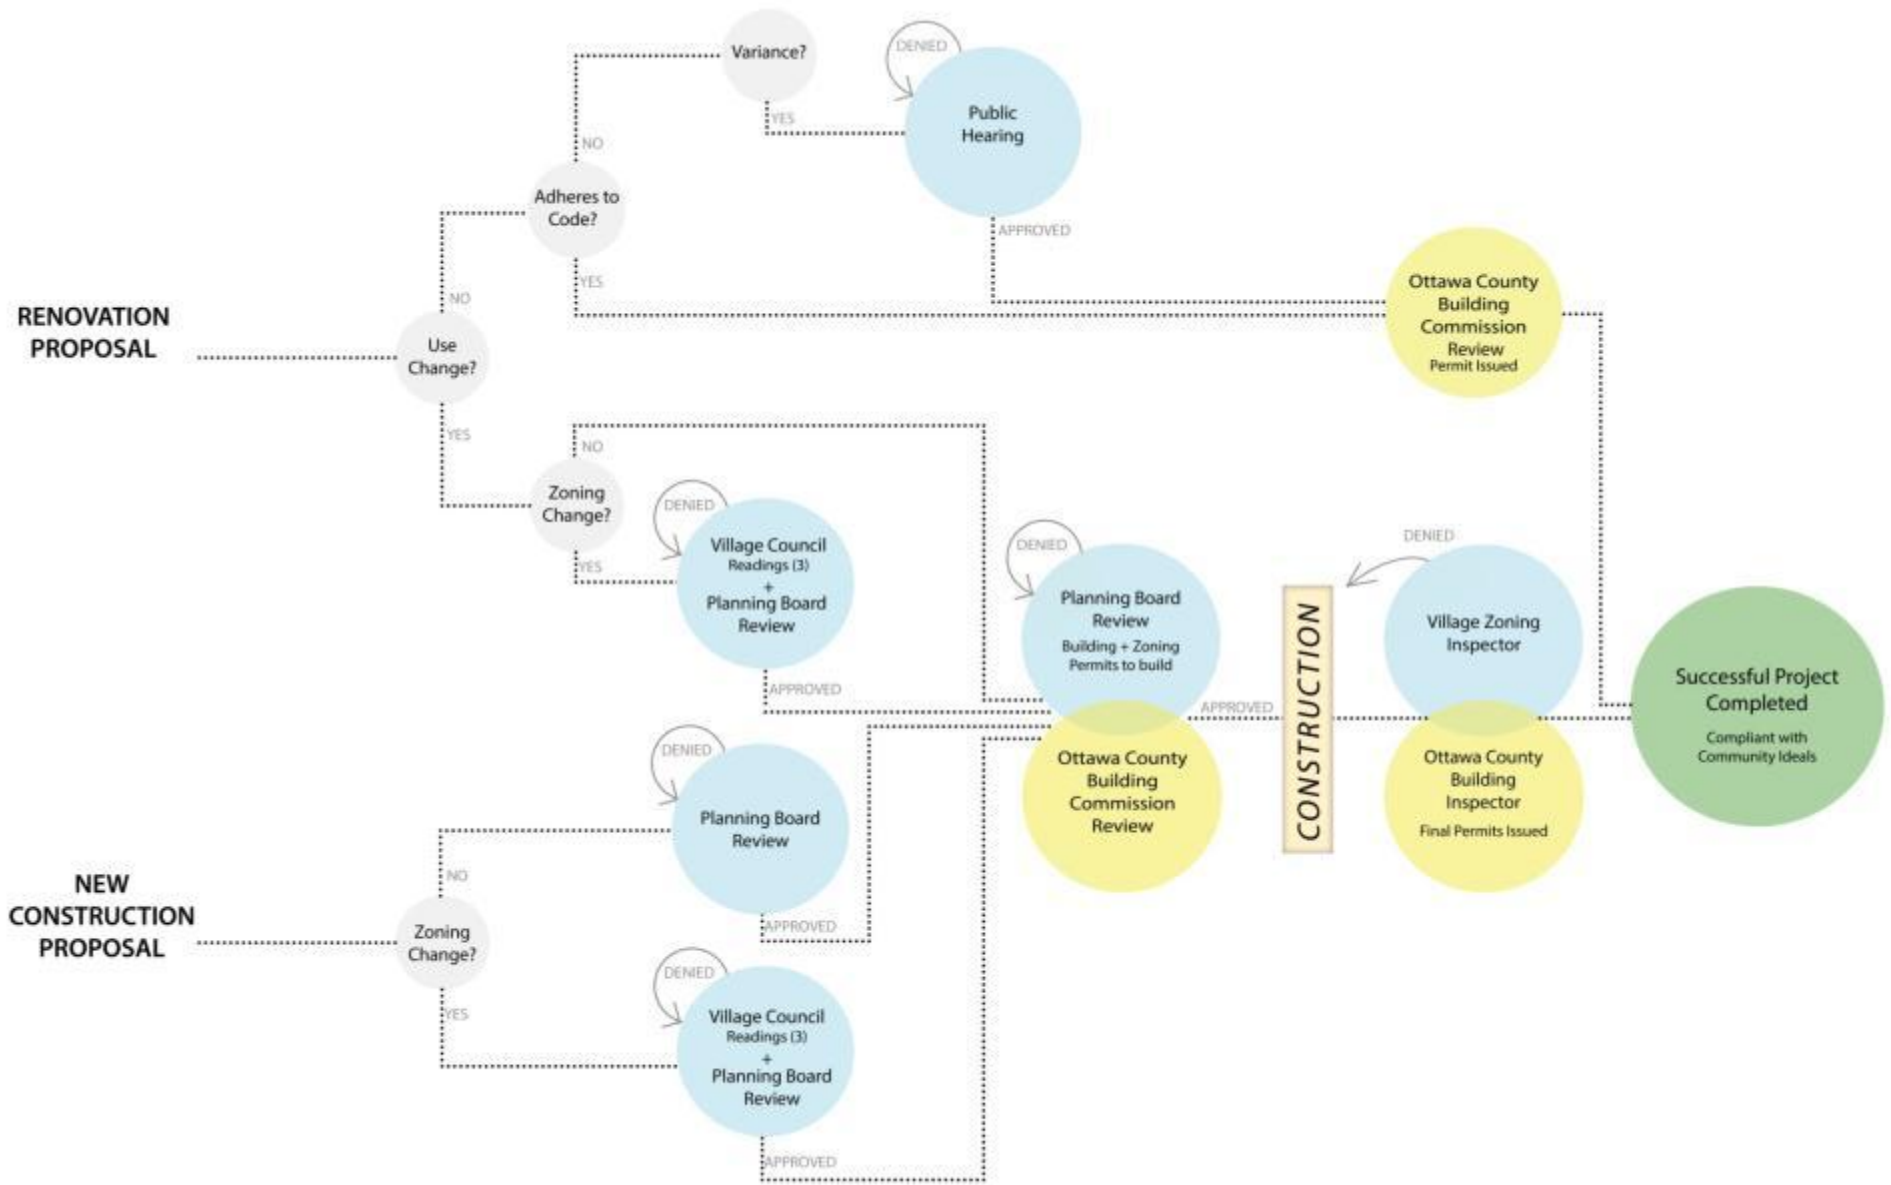 Variance?
DENIED
Public
Hearing
YES
NO
Adheres to
Code?
APPROVED
YES
Ottawa County
Building
Commission
Review
Permit Issued
RENOVATION
PROPOSAL
NO
Use
Change?
YES
NO
Zoning
Change?
YES
DENIED
Village Council
Readings (3)
+
Planning Board
Review
APPROVED
DENIED
Planning Board
Review
Building + Zoning
Permits to build
Ottawa County
Building
Commission
Review
APPROVED
CONSTRUCTION
DENIED
Village Zoning
Inspector
Ottawa County
Building
Inspector
Final Permits Issued
Successful Project
Completed
Compliant with
Community Ideals
NEW
CONSTRUCTION
PROPOSAL
Zoning
Change?
NO
DENIED
Planning Board
Review
APPROVED
YES
DENIED
Village Council
Readings (3)
+
Planning Board
Review
APPROVED